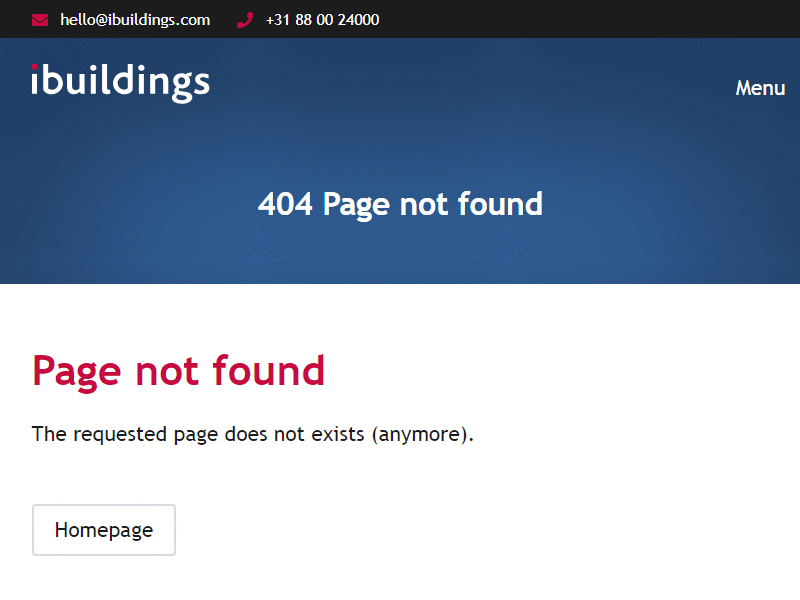 hello@ibuildings.com +31 88 00 24000
ibuildings
Menu
404 Page not found
Page not found
The requested page does not exists (anymore).
Homepage